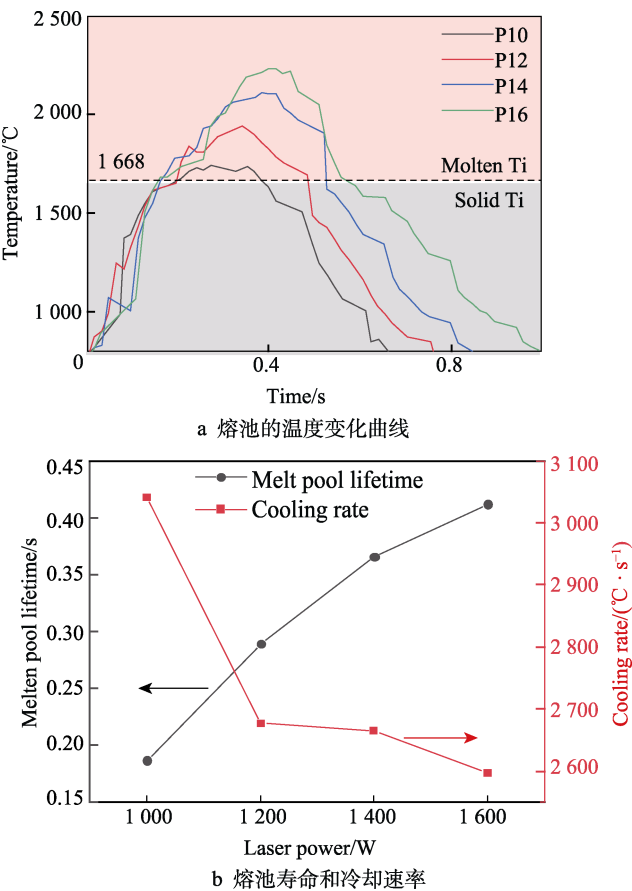 2 500
2 000
1 500
1 000
0
Temperature/℃
P10
P12
P14
P16
1 668
Molten Ti
Solid Ti
0.4
0.8
Time/s
a 熔池的温度变化曲线
0.45
0.40
0.35
0.30
0.25
0.20
0.15
Melten pool lifetime/s
Melt pool lifetime
Cooling rate
3 100
3 000
2 900
2 800
2 700
2 600
Cooling rate/(℃ · s⁻¹)
1 000
1 200
1 400
1 600
Laser power/W
b 熔池寿命和冷却速率